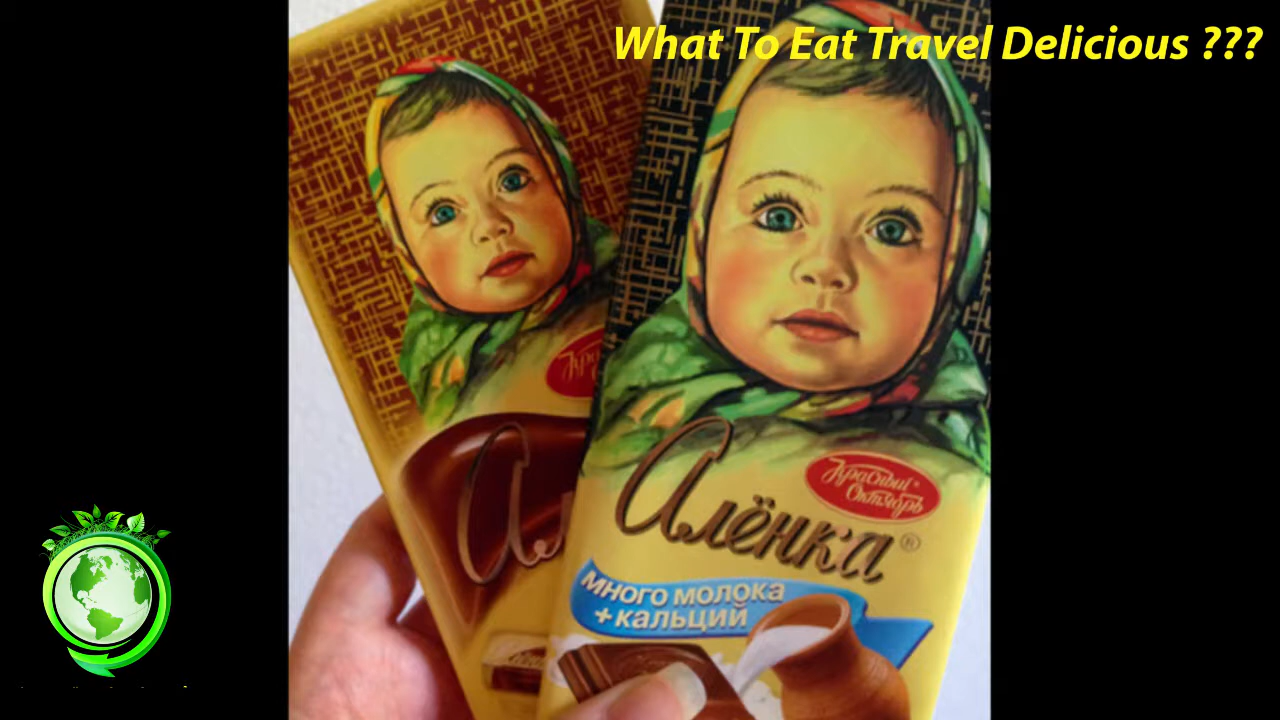 What To Eat Travel Delicious ???
Красный
Октябрь
Алёнка ®
МНОГО МОЛОКА
+КАЛЬЦИЙ